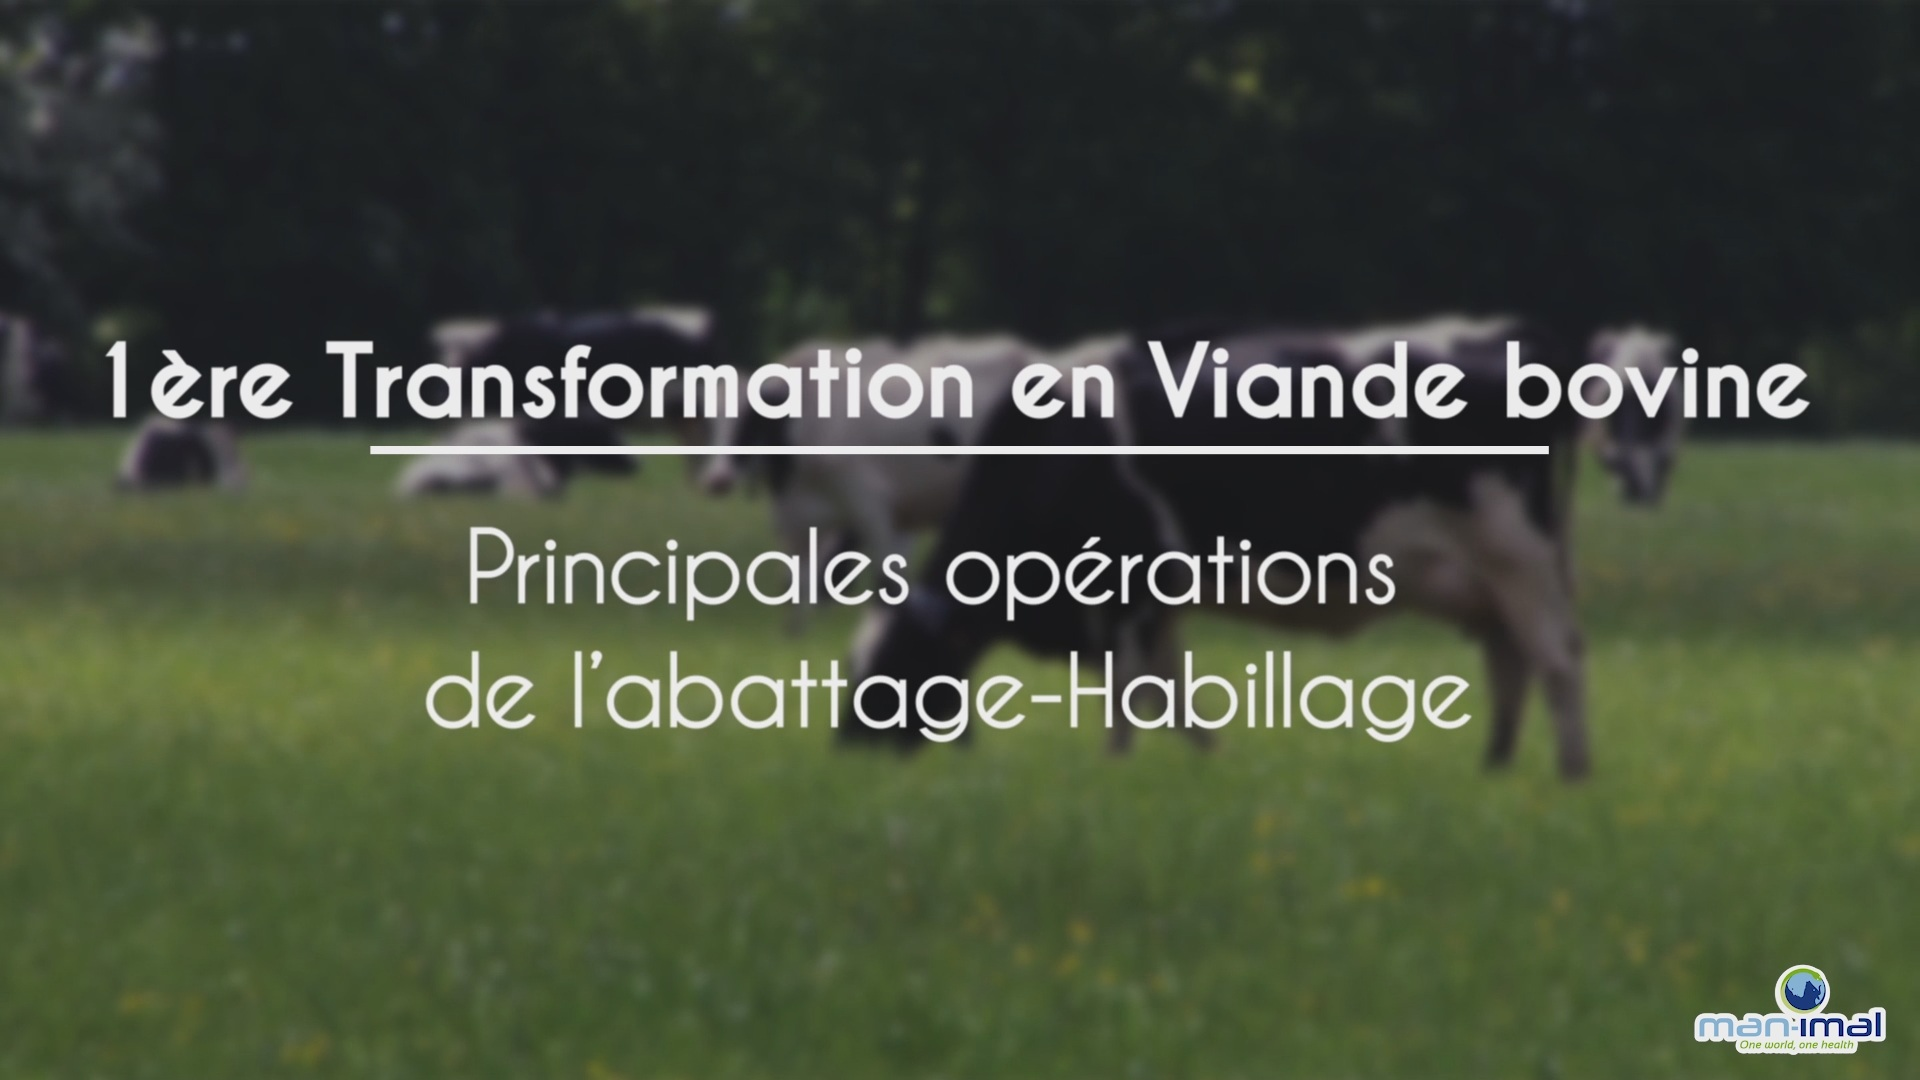 1ère Transformation en Viande bovine
Principales opérations
de l'abattage-Habillage
man-imal
One world, one health